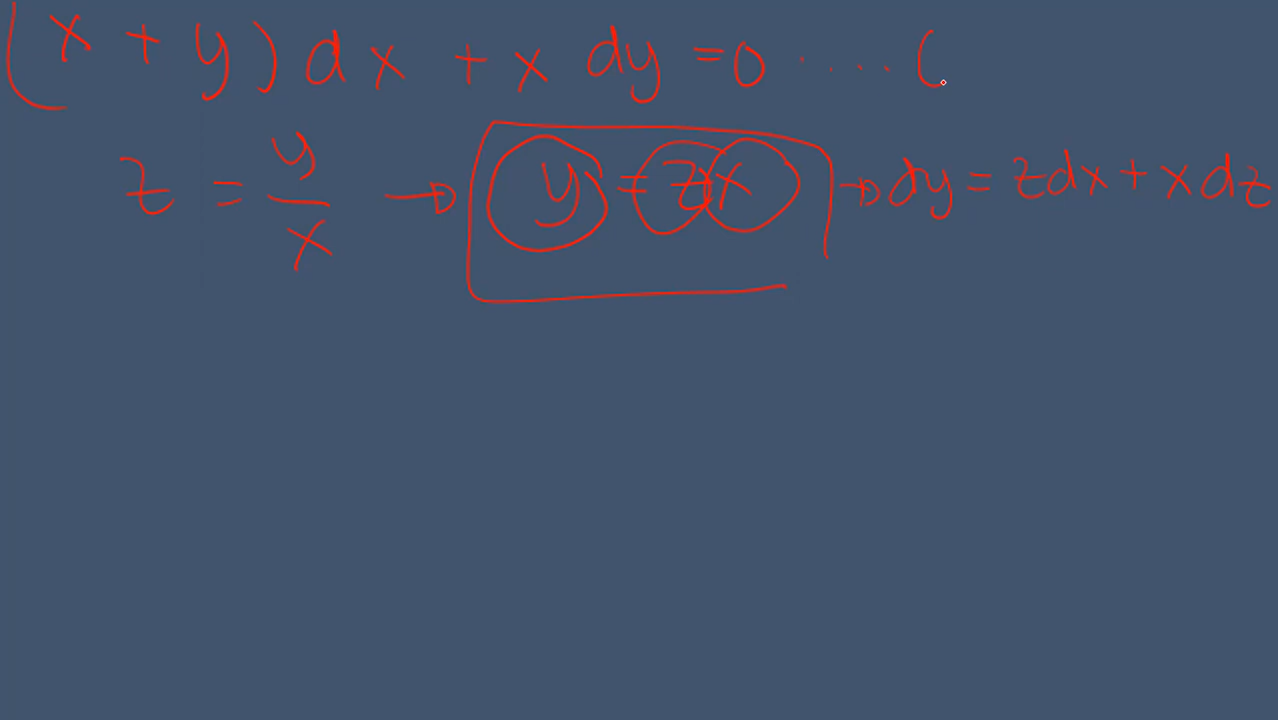 (x + y) dx + x dy = 0 .... (
z = y/x → y = zx → dy = zdx + xdz